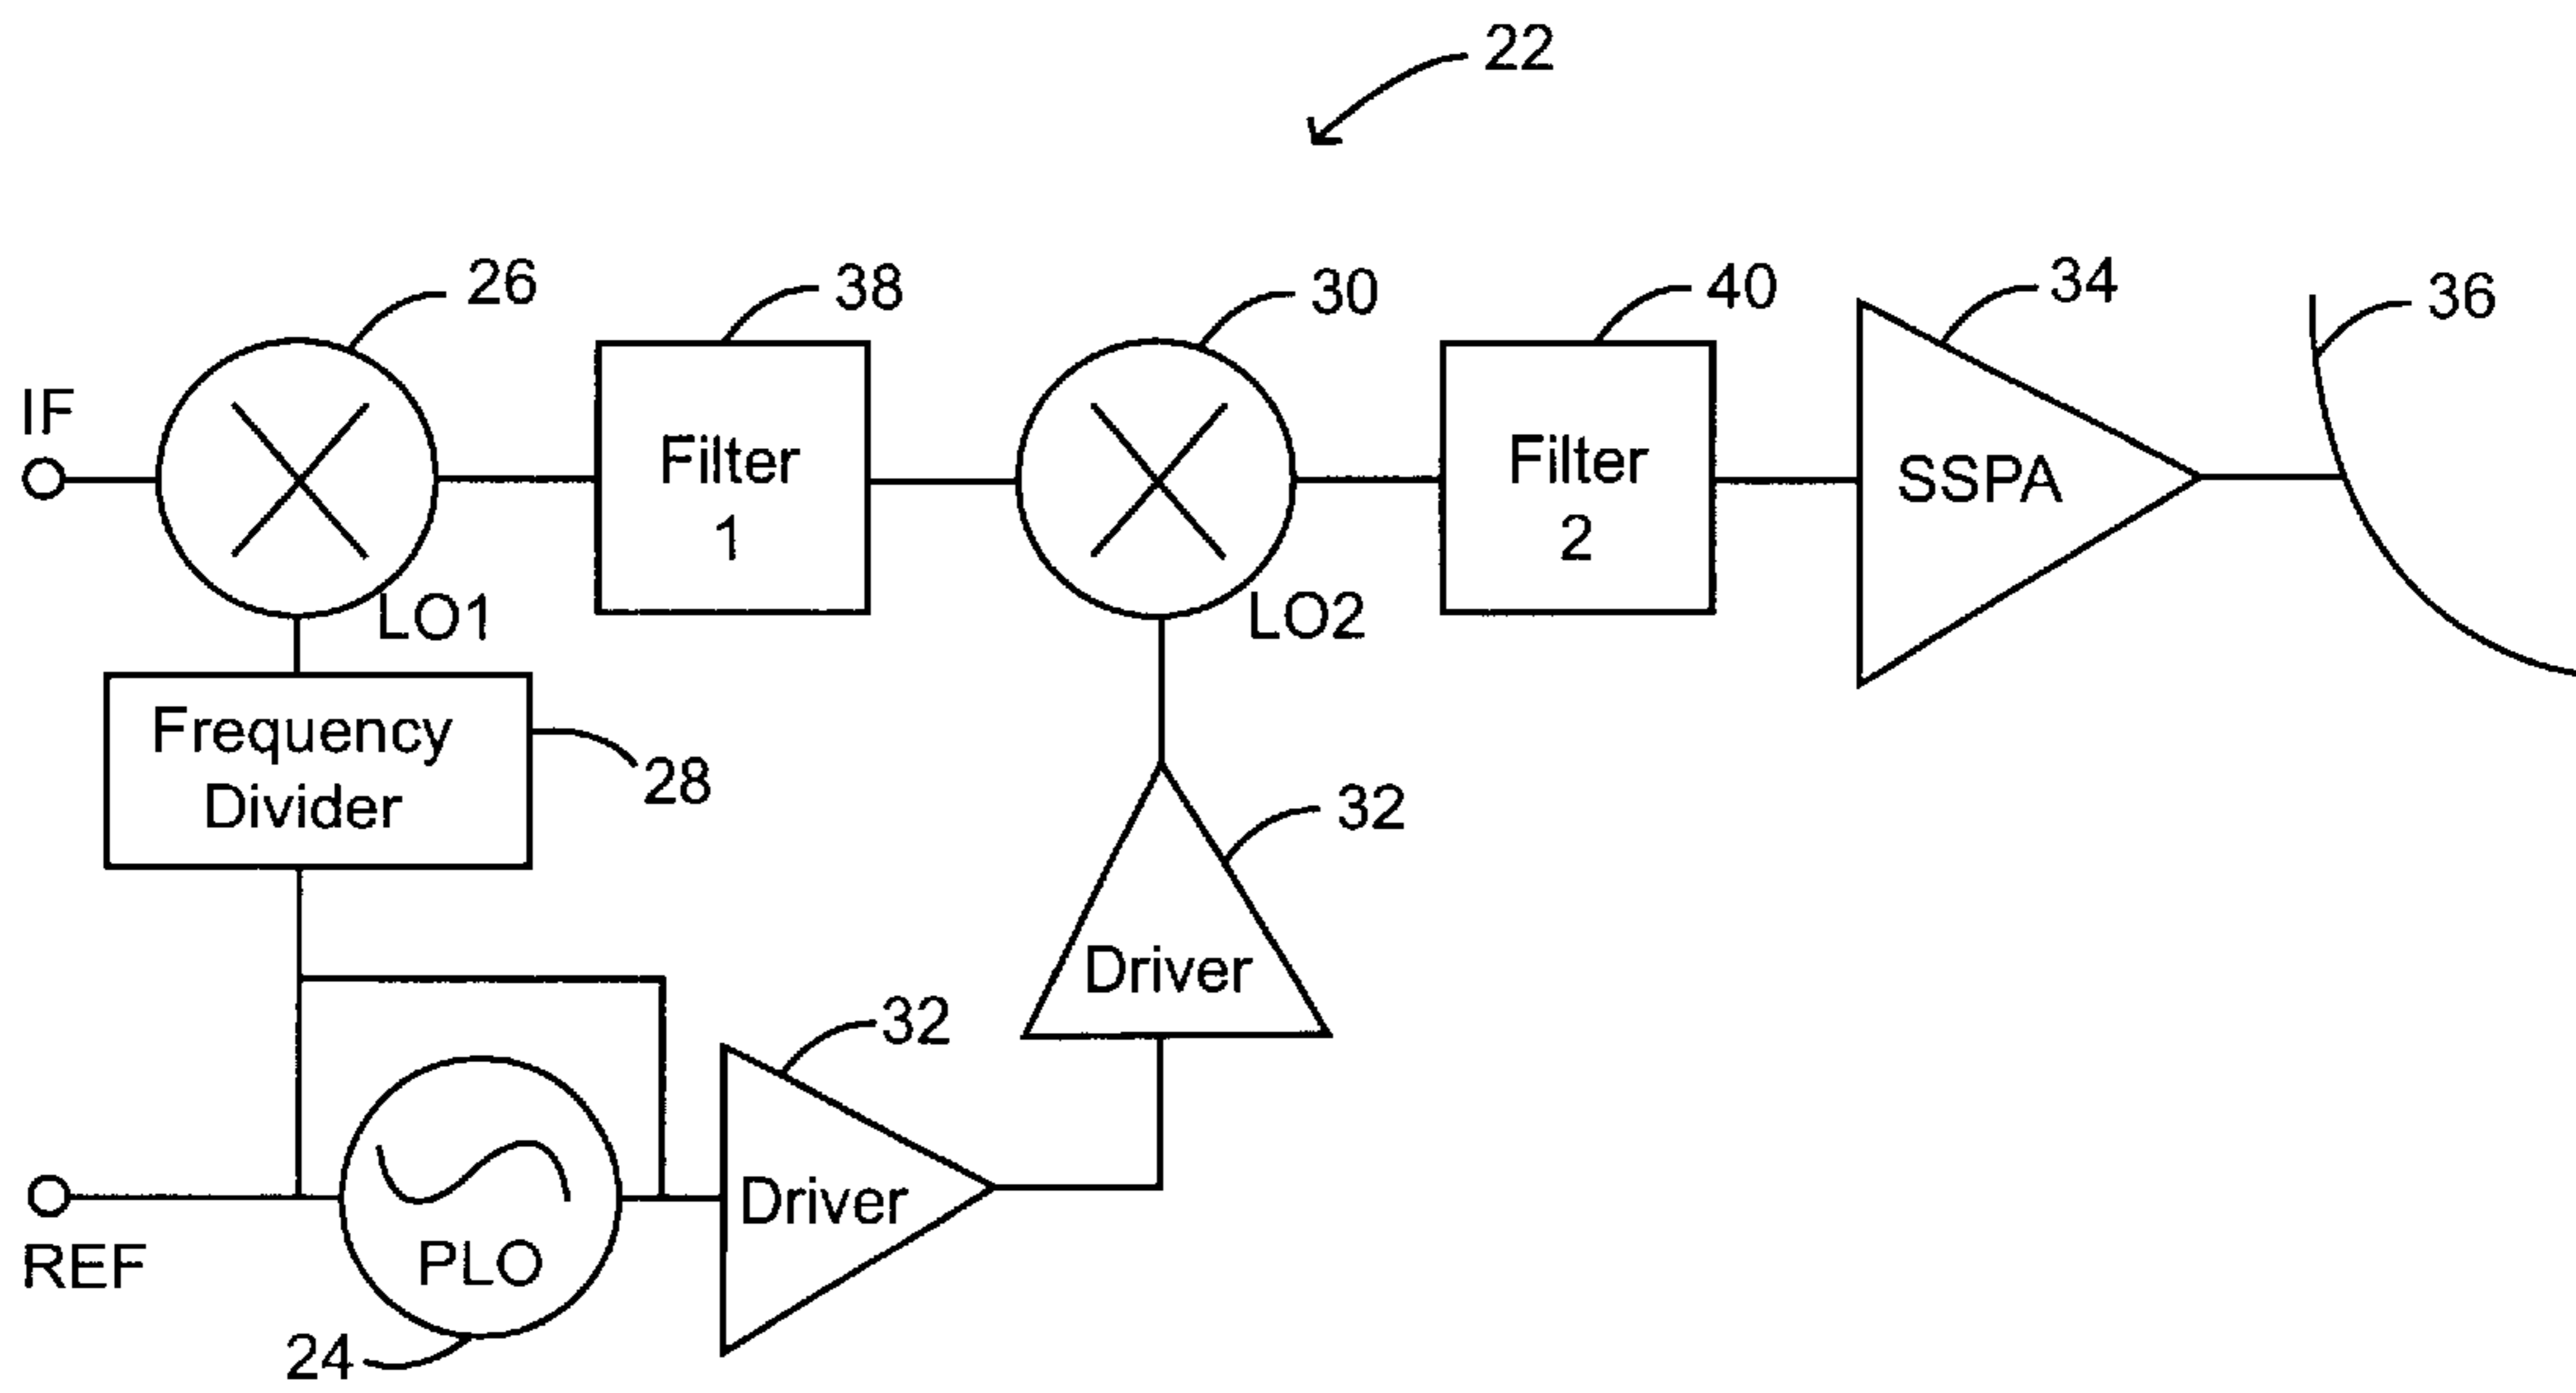 22
26
38
30
40
34
36
IF
Filter
1
Filter
2
SSPA
LO1
LO2
Frequency
Divider
28
32
Driver
32
Driver
REF
PLO
24